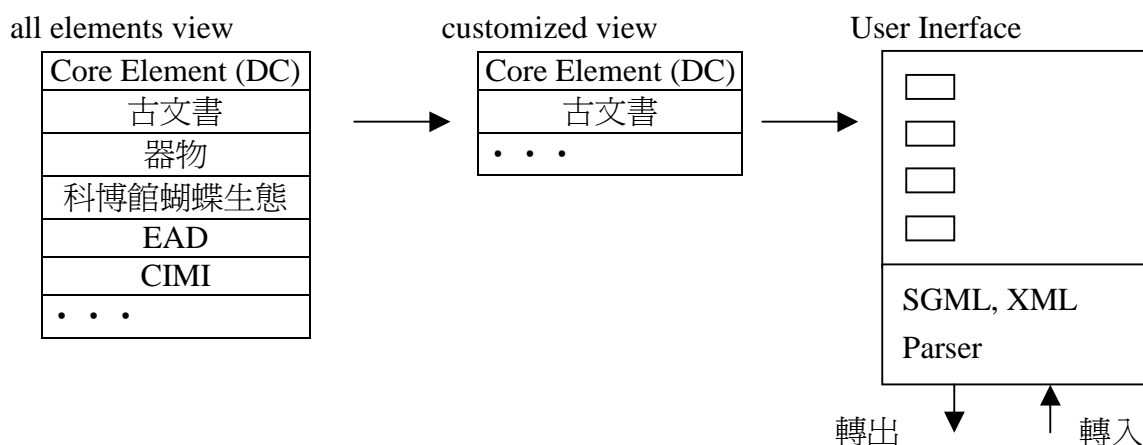 all elements view
Core Element (DC)
古文書
器物
科博館蝴蝶生態
EAD
CIMI
・・・
customized view
Core Element (DC)
古文書
・・・
User Inerface
SGML, XML
Parser
轉出
轉入